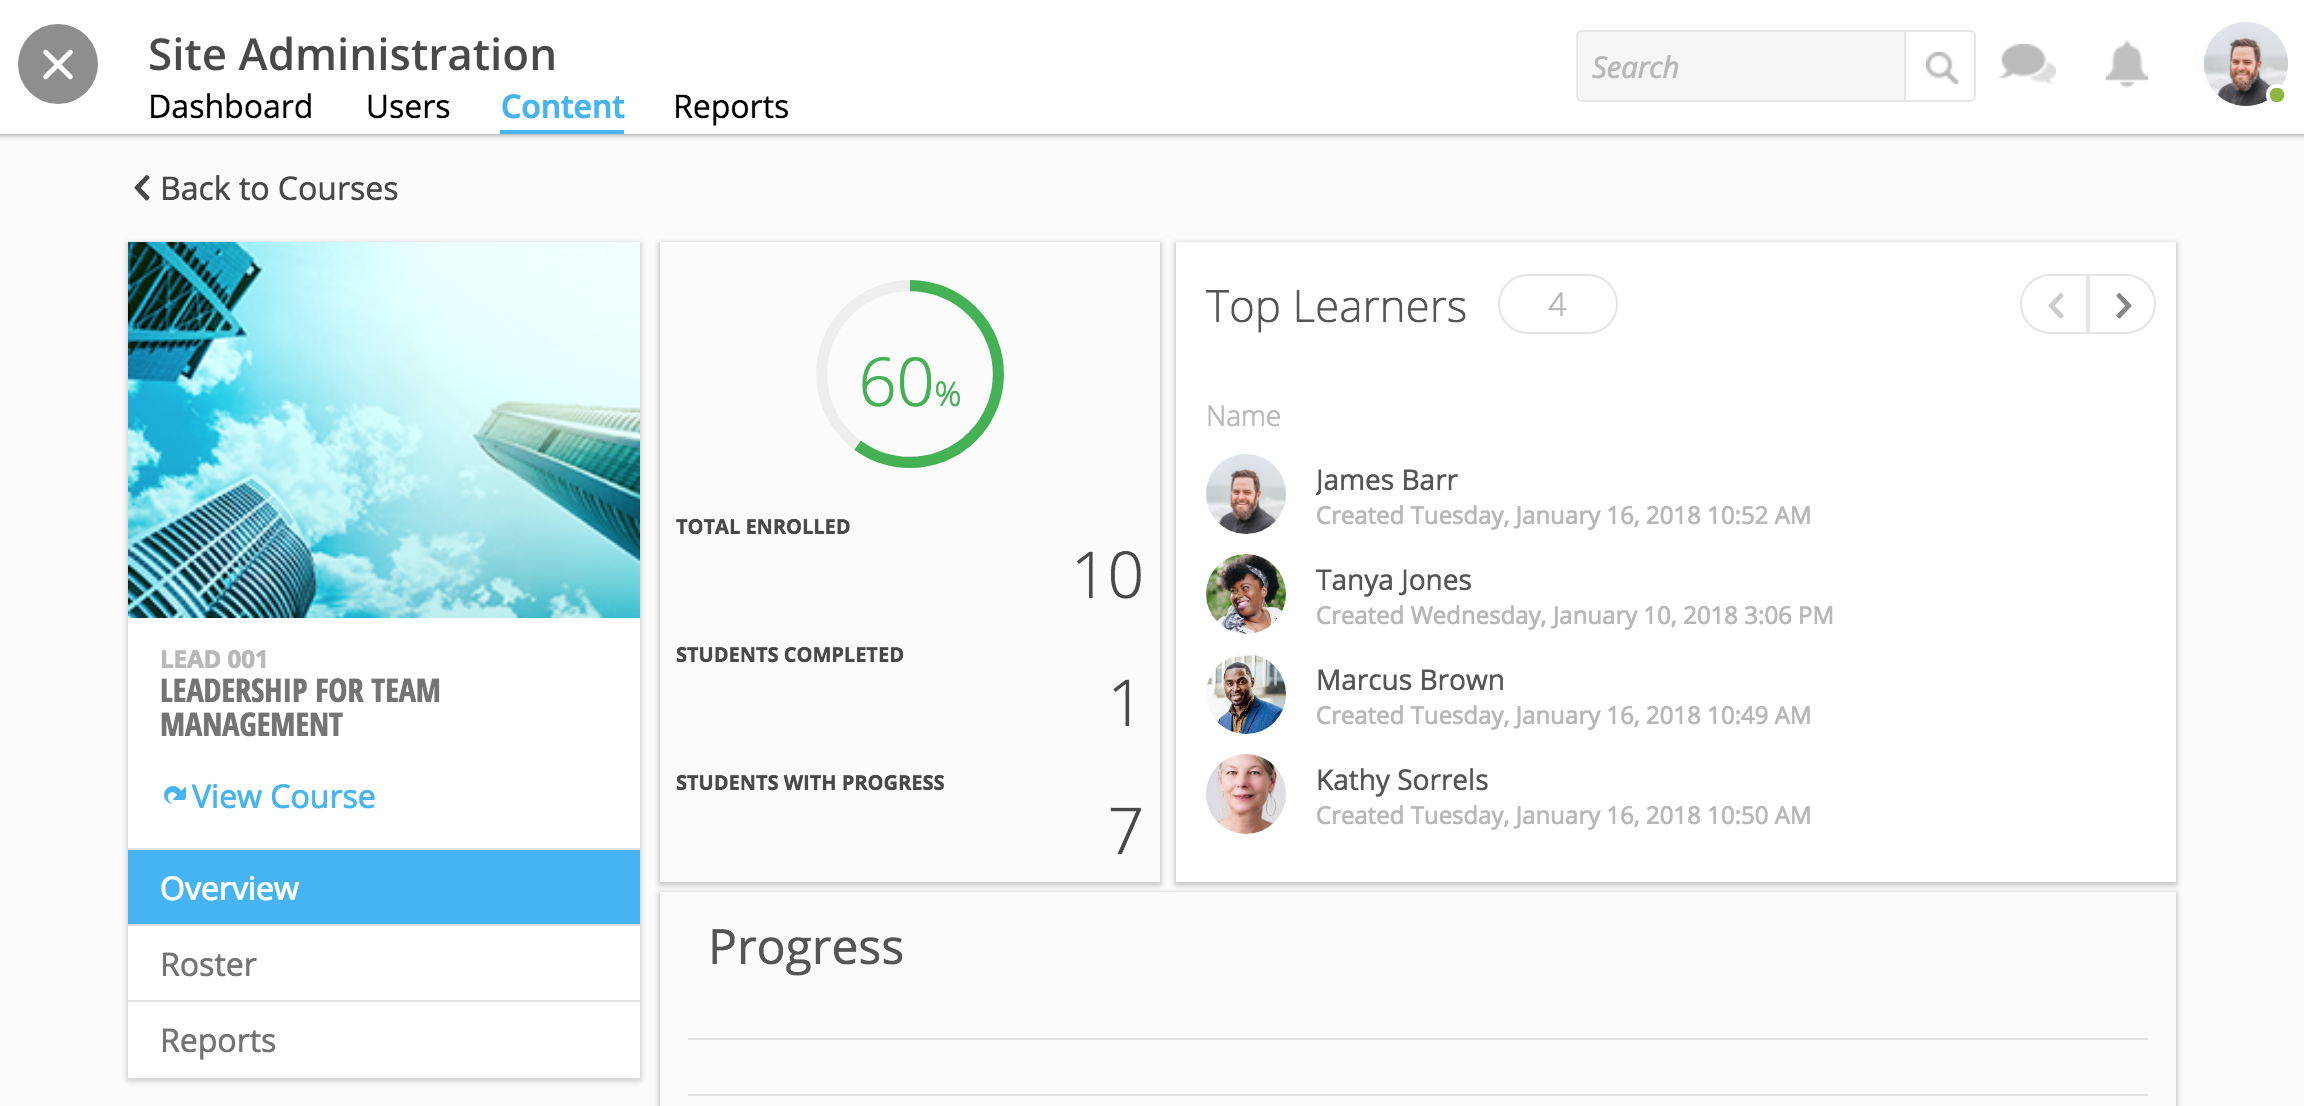 Site Administration
Dashboard Users Content Reports
Search
Back to Courses
LEAD 001
LEADERSHIP FOR TEAM
MANAGEMENT
View Course
Overview
Roster
Reports
60%
TOTAL ENROLLED
10
STUDENTS COMPLETED
1
STUDENTS WITH PROGRESS
7
Top Learners 4
Name
James Barr
Created Tuesday, January 16, 2018 10:52 AM
Tanya Jones
Created Wednesday, January 10, 2018 3:06 PM
Marcus Brown
Created Tuesday, January 16, 2018 10:49 AM
Kathy Sorrels
Created Tuesday, January 16, 2018 10:50 AM
Progress